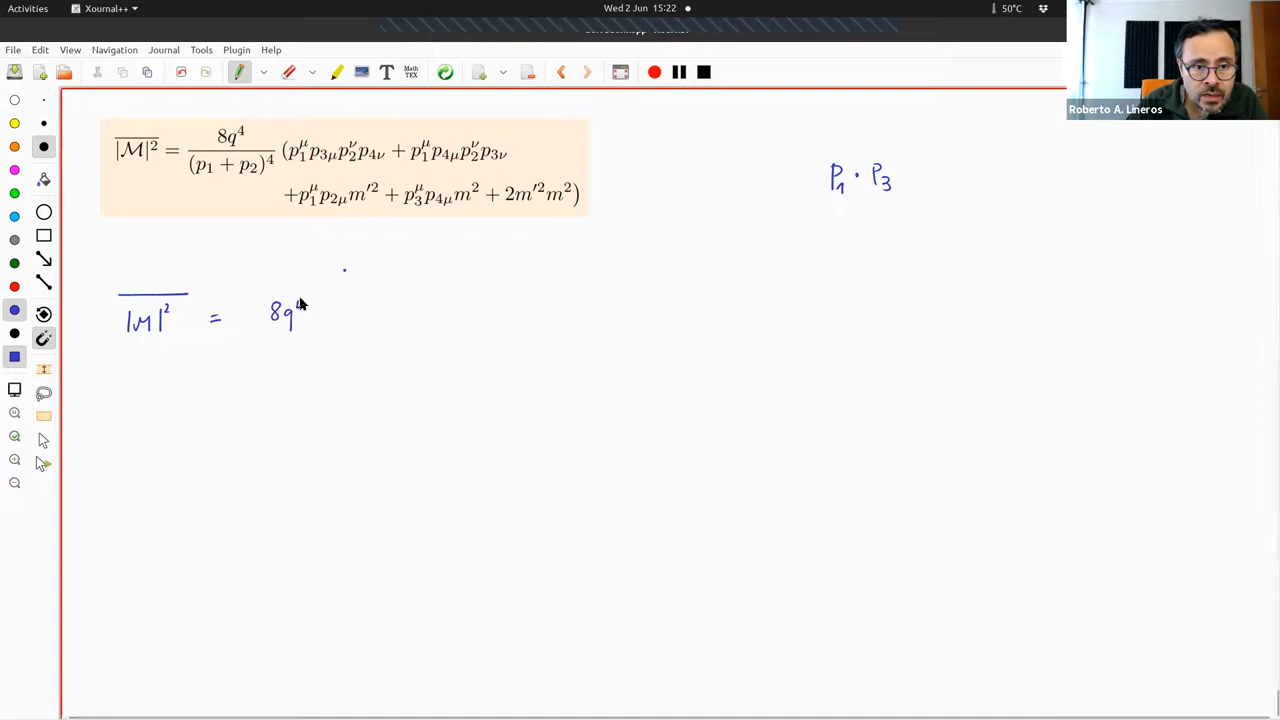 Activities Xournal++ Wed 2 Jun 15:22 50°C
File Edit View Navigation Journal Tools Plugin Help
Math
TEX
Roberto A. Lineros
|M|² = 8q⁴ / (p₁ + p₂)⁴ (p₁^μ p₃μ p₂^ν p₄ν + p₁^μ p₄μ p₂^ν p₃ν
+p₁^μ p₂μ m′² + p₃^μ p₄μ m² + 2m′²m²)
P₁ · P₃
|M|² = 8q⁴